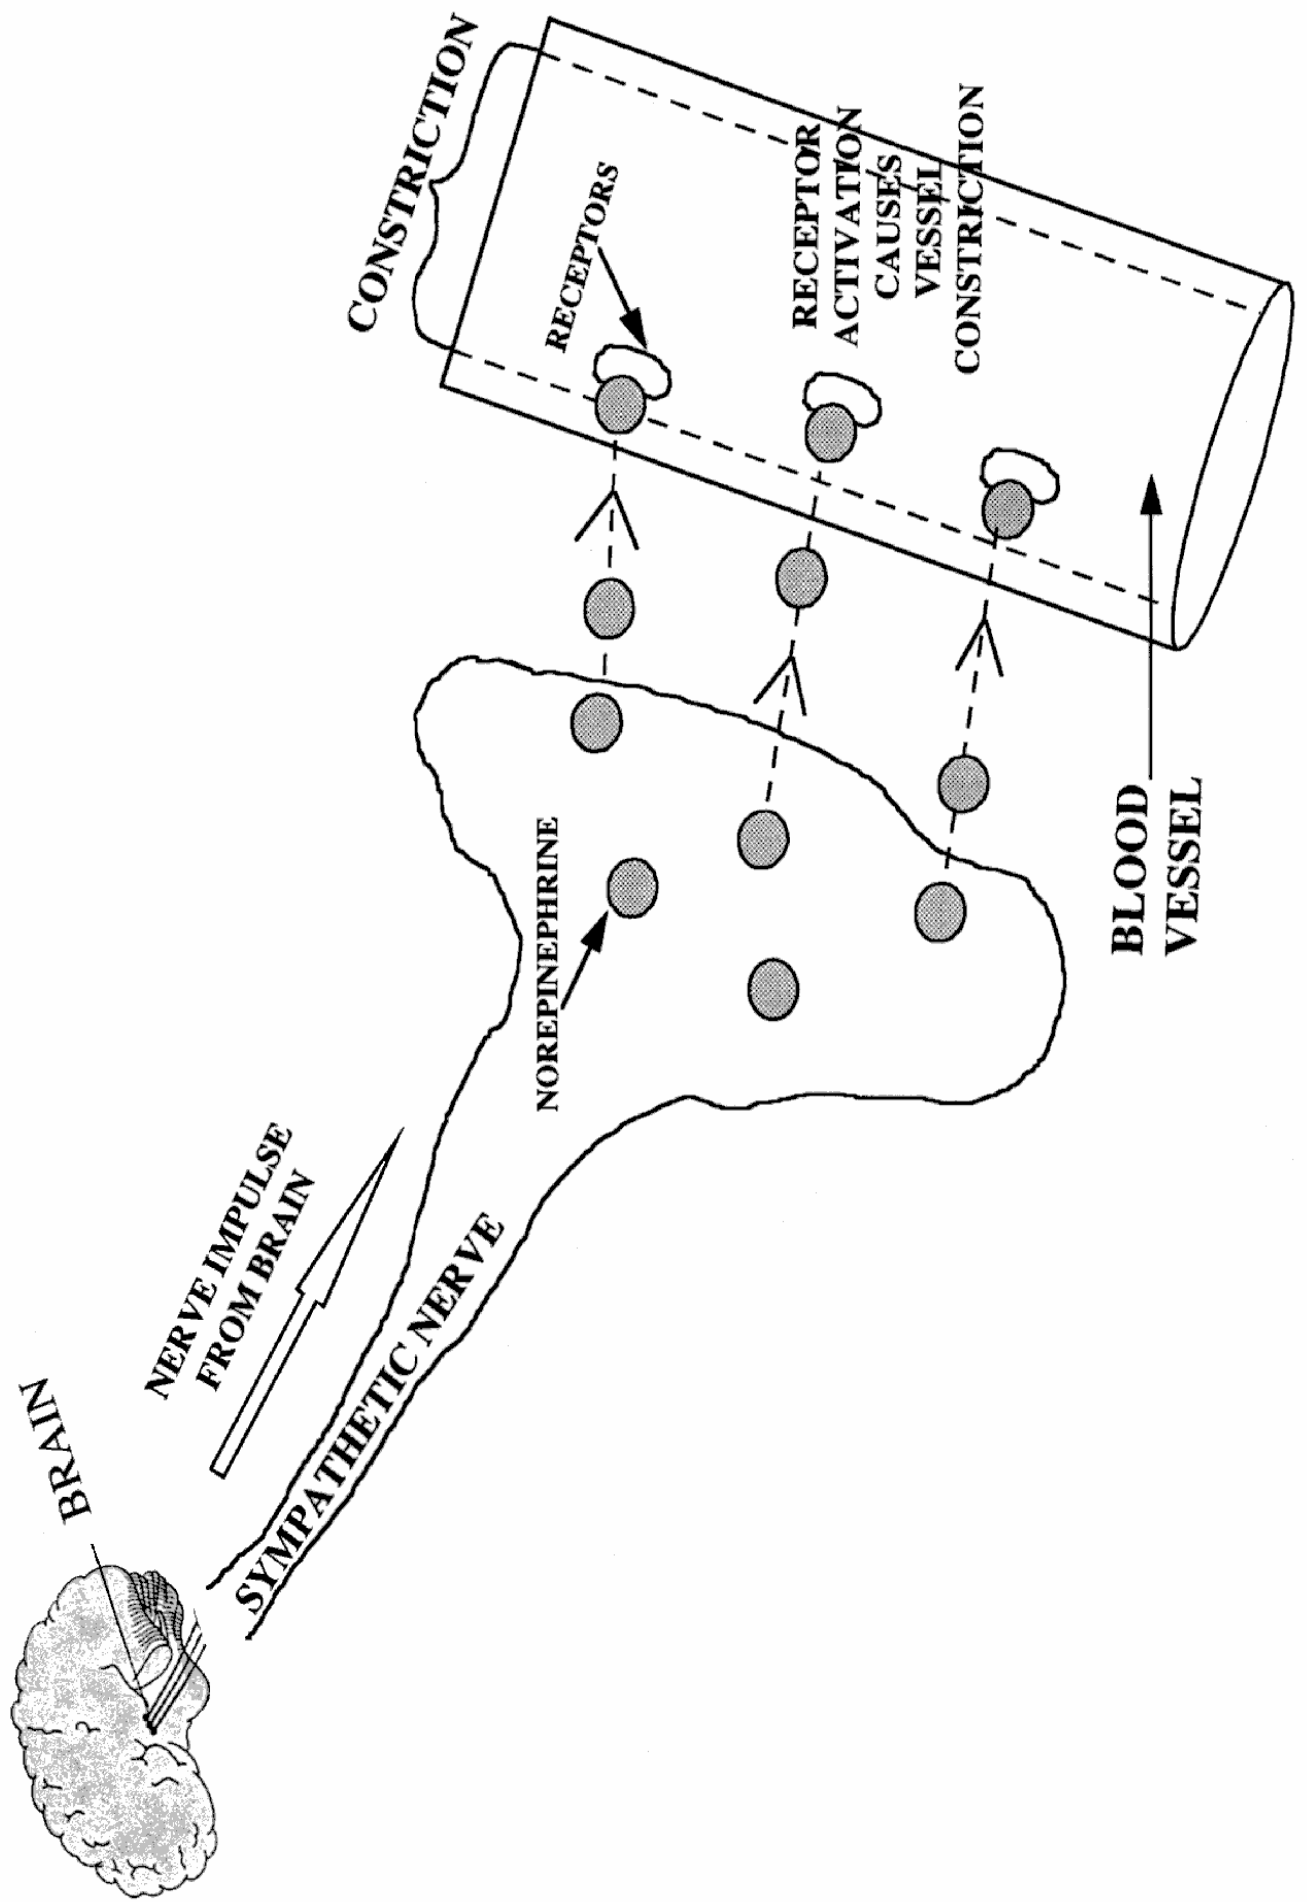 BRAIN
NERVE IMPULSE
FROM BRAIN
SYMPATHETIC NERVE
NOREPINEPHRINE
CONSTRICTION
RECEPTORS
RECEPTOR
ACTIVATION
CAUSES
VESSEL
CONSTRICTION
BLOOD
VESSEL